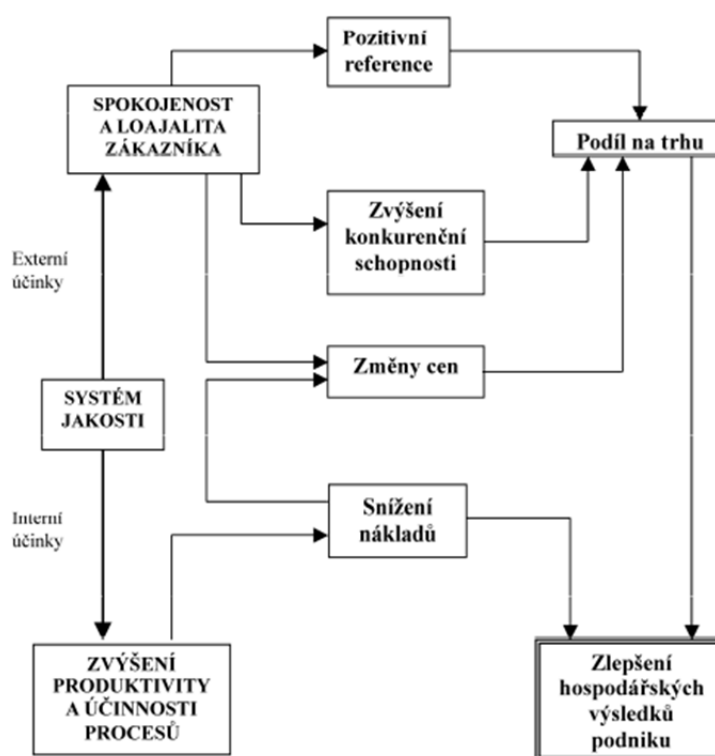 Pozitivní
reference
SPOKOJENOST
A LOAJALITA
ZÁKAZNÍKA
Podíl na trhu
Zvýšení
konkurenční
schopnosti
Externí
účinky
Změny cen
SYSTÉM
JAKOSTI
Snížení
nákladů
Interní
účinky
ZVÝŠENÍ
PRODUKTIVITY
A ÚČINNOSTI
PROCESŮ
Zlepšení
hospodářských
výsledků
podniku